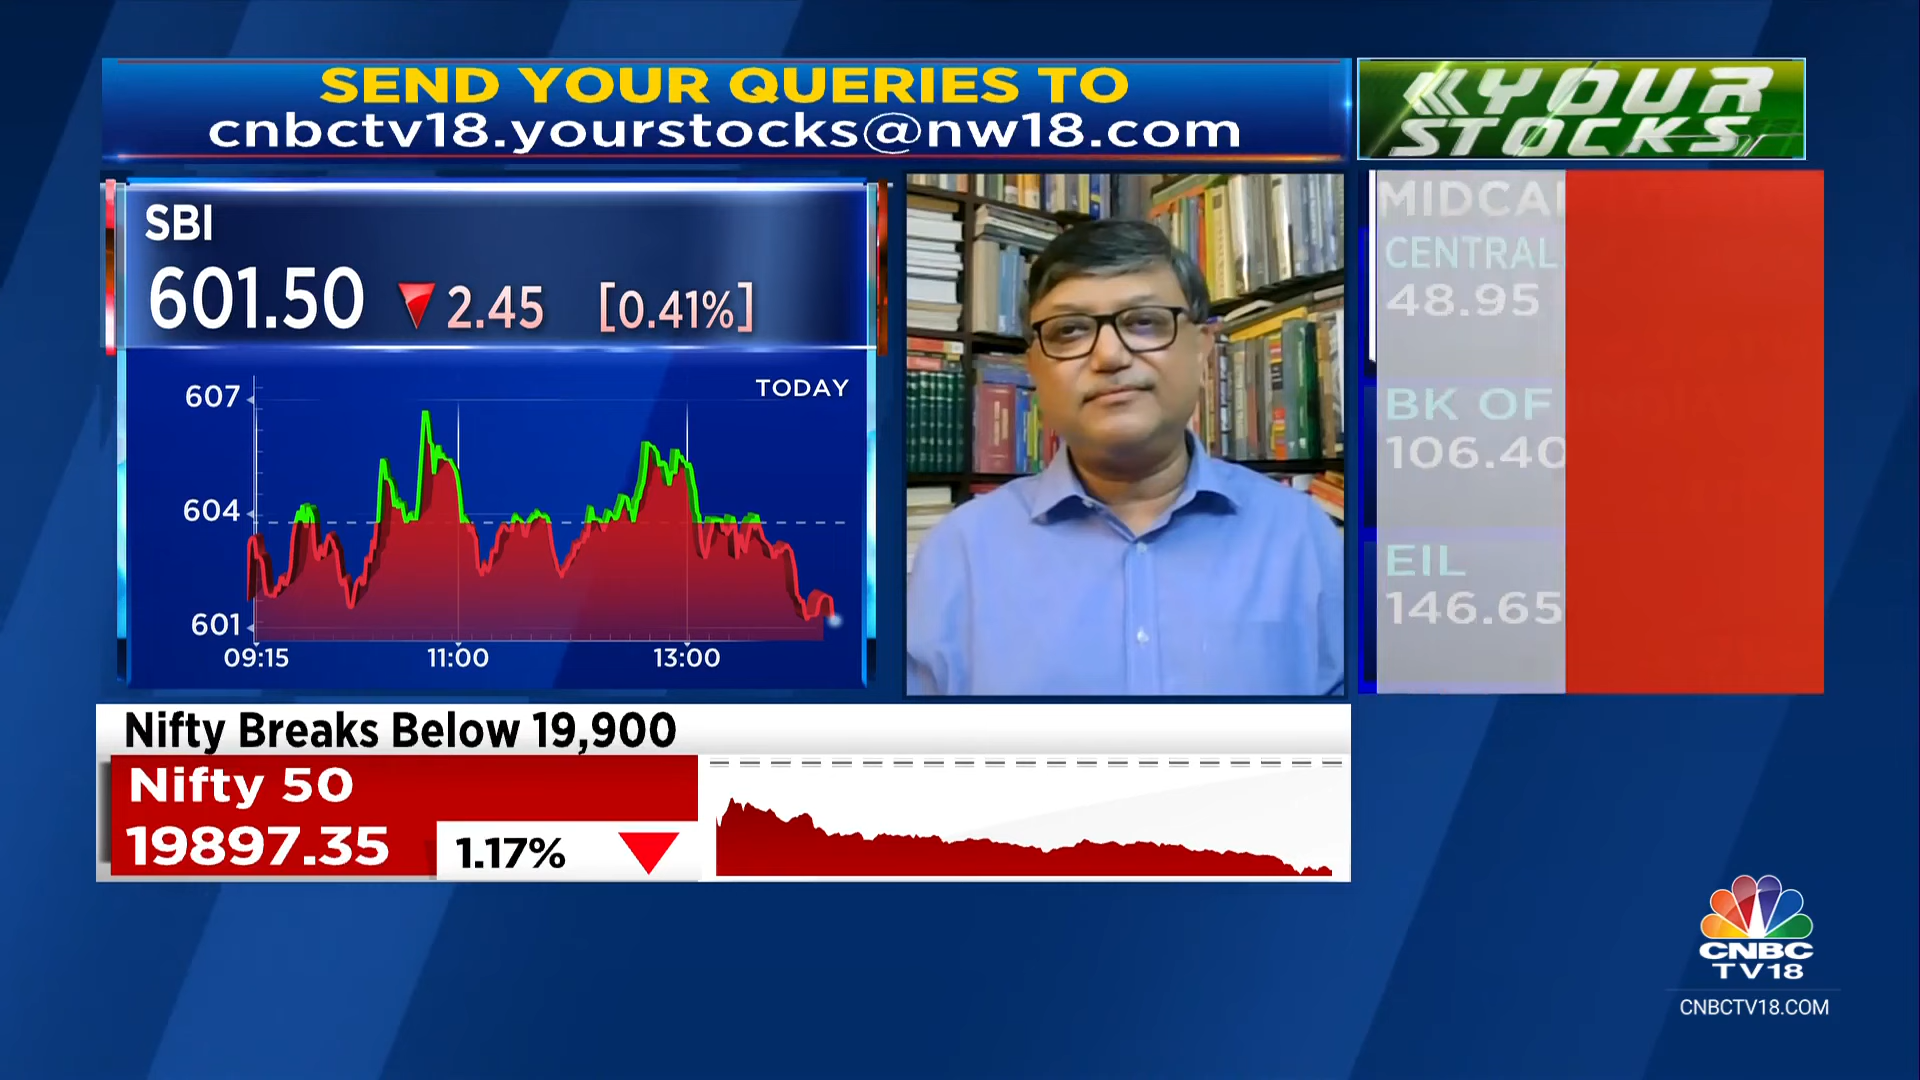 SEND YOUR QUERIES TO
cnbctv18.yourstocks@nw18.com
YOUR
STOCKS
SBI
601.50 2.45 [0.41%]
TODAY
607
604
601
09:15 11:00 13:00
CENTRAL
48.95
BK OF
106.40
EIL
146.65
Nifty Breaks Below 19,900
Nifty 50
19897.35 1.17%
CNBC
TV18
CNBCTV18.COM